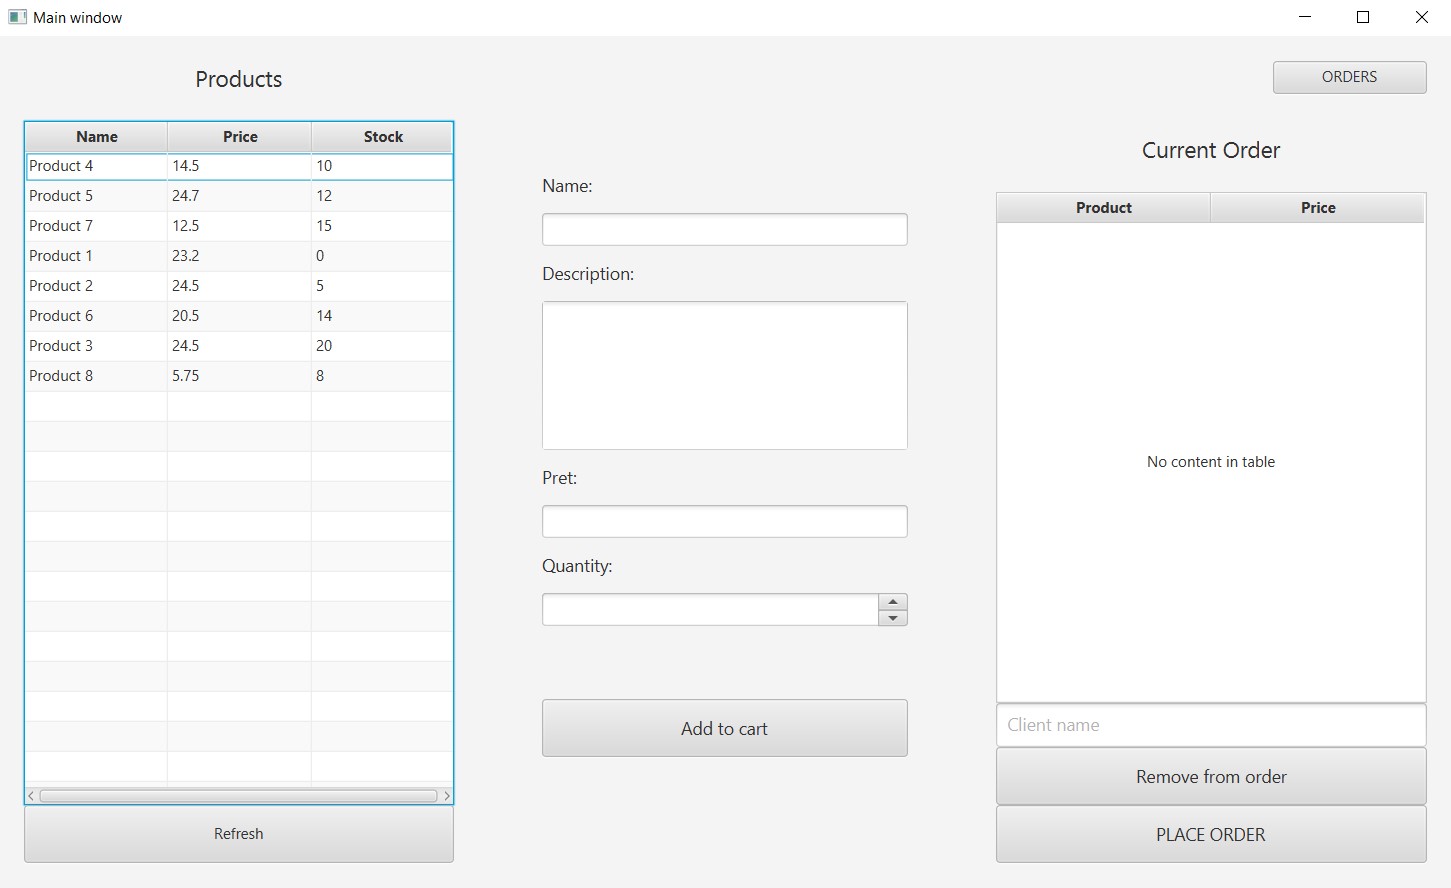 Main window
Products
ORDERS
Name Price Stock
Product 4 14.5 10
Product 5 24.7 12
Product 7 12.5 15
Product 1 23.2 0
Product 2 24.5 5
Product 6 20.5 14
Product 3 24.5 20
Product 8 5.75 8
Refresh
Name:
Description:
Pret:
Quantity:
Add to cart
Current Order
Product Price
No content in table
Client name
Remove from order
PLACE ORDER